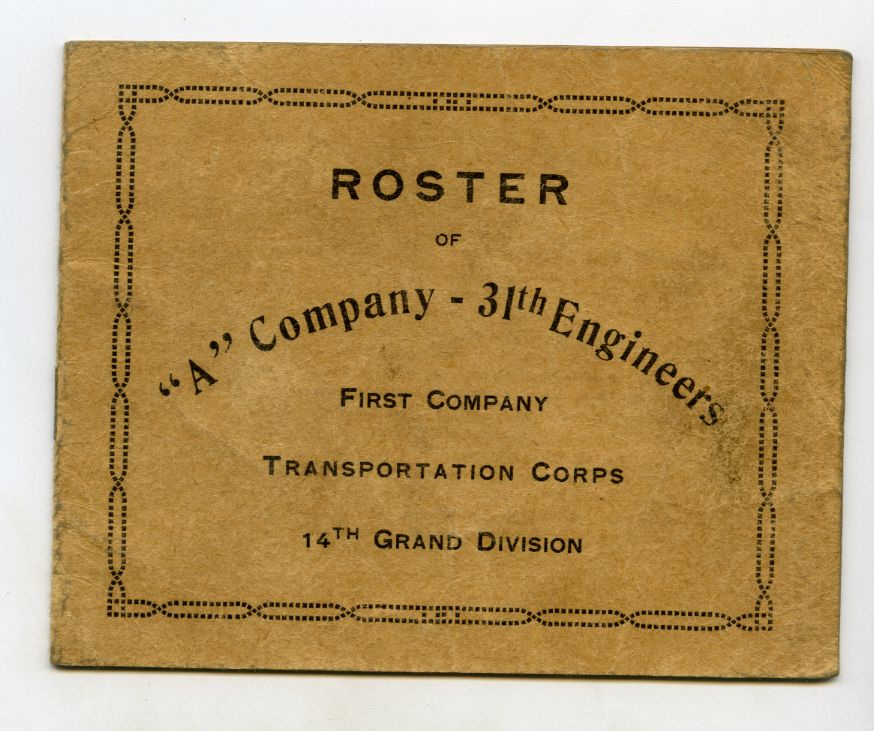 ROSTER
OF
“A” Company - 31th Engineers
FIRST COMPANY
TRANSPORTATION CORPS
14TH GRAND DIVISION